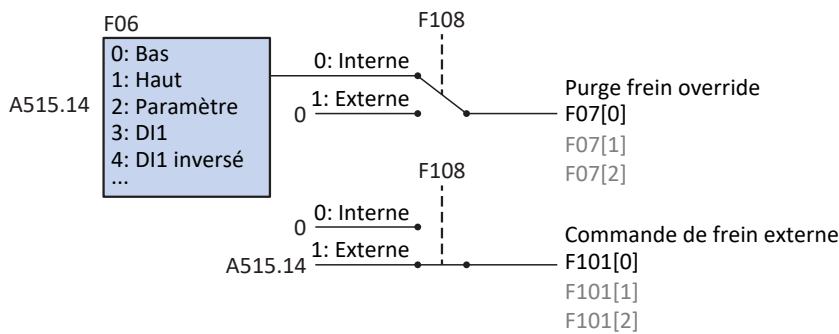 F06
F108
0: Bas
1: Haut
2: Paramètre
3: DI1
4: DI1 inversé
...
A515.14
0: Interne
1: Externe
0
Purge frein override
F07[0]
F07[1]
F07[2]
F108
0: Interne
0
1: Externe
A515.14
Commande de frein externe
F101[0]
F101[1]
F101[2]